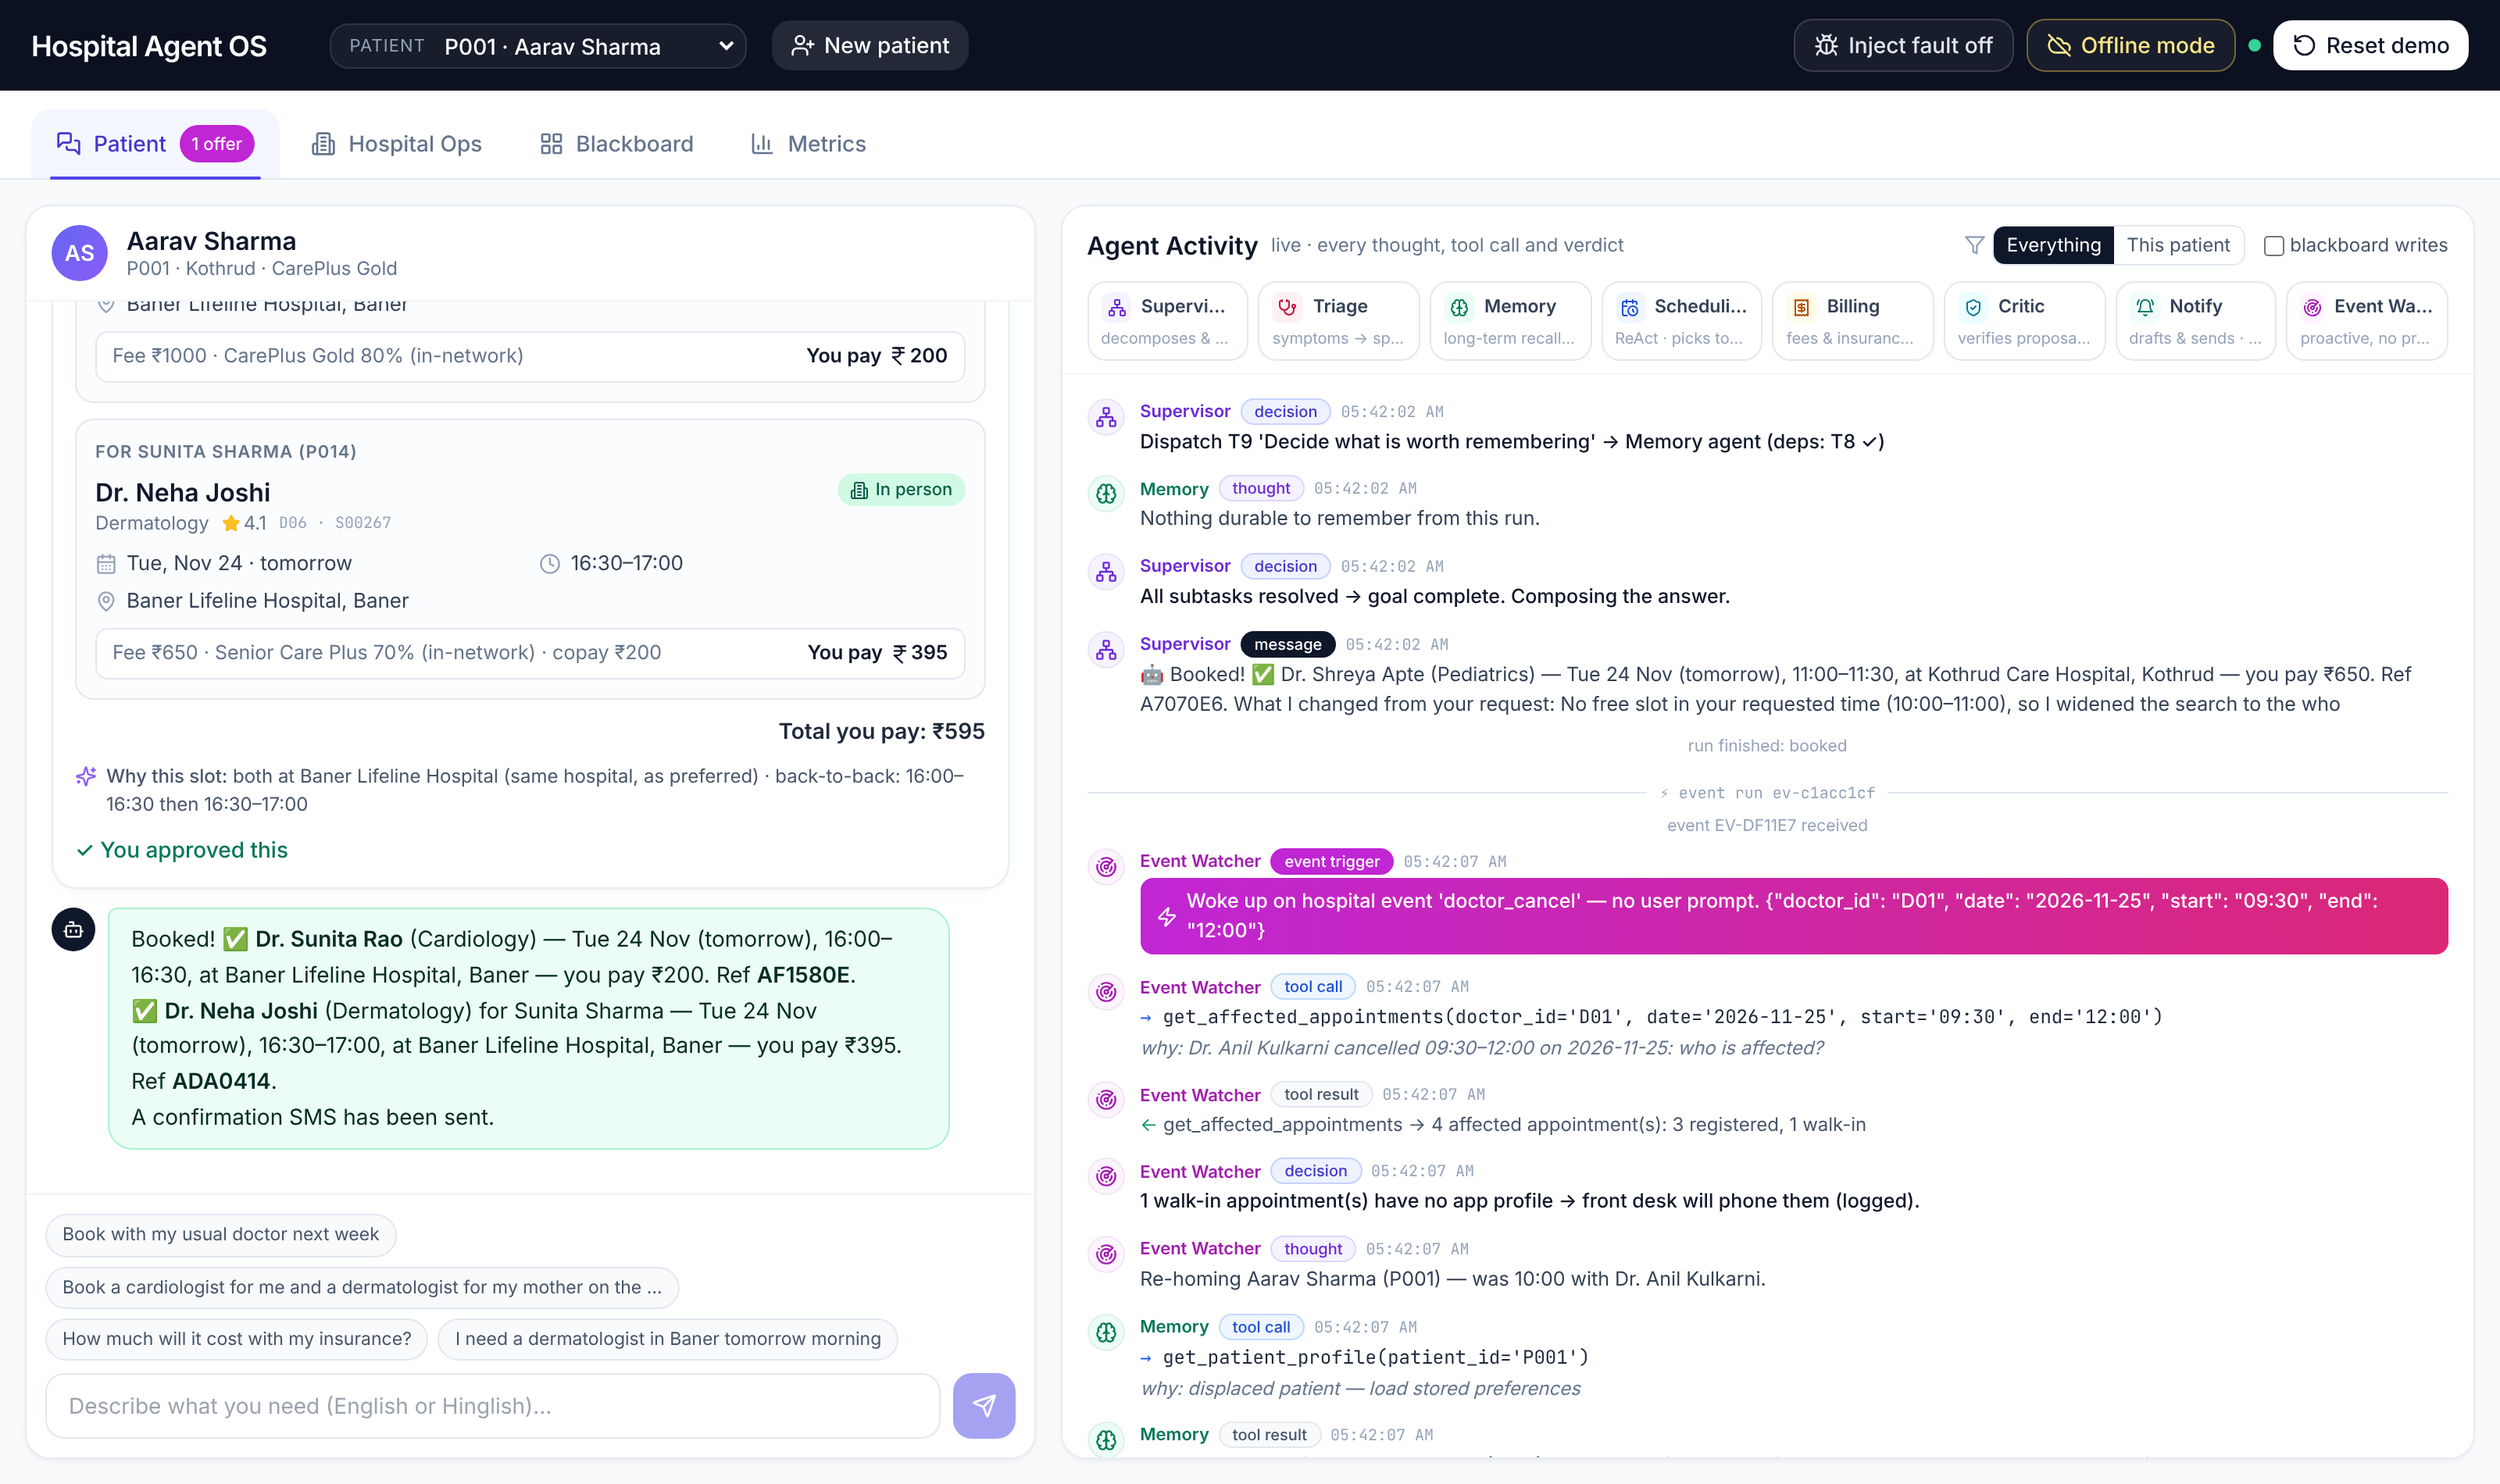 Hospital Agent OS
PATIENT P001 · Aarav Sharma
New patient
Inject fault off
Offline mode
Reset demo
Patient 1 offer
Hospital Ops
Blackboard
Metrics
AS
Aarav Sharma
P001 · Kothrud · CarePlus Gold
Baner Lifeline Hospital, Baner
Fee ₹1000 · CarePlus Gold 80% (in-network) You pay ₹200
FOR SUNITA SHARMA (P014)
Dr. Neha Joshi
In person
Dermatology ⭐ 4.1 D06 · S00267
Tue, Nov 24 · tomorrow 16:30–17:00
Baner Lifeline Hospital, Baner
Fee ₹650 · Senior Care Plus 70% (in-network) · copay ₹200 You pay ₹395
Total you pay: ₹595
Why this slot: both at Baner Lifeline Hospital (same hospital, as preferred) · back-to-back: 16:00–
16:30 then 16:30–17:00
✓ You approved this
Booked! ✅ Dr. Sunita Rao (Cardiology) — Tue 24 Nov (tomorrow), 16:00–
16:30, at Baner Lifeline Hospital, Baner — you pay ₹200. Ref AF1580E.
✅ Dr. Neha Joshi (Dermatology) for Sunita Sharma — Tue 24 Nov
(tomorrow), 16:30–17:00, at Baner Lifeline Hospital, Baner — you pay ₹395.
Ref ADA0414.
A confirmation SMS has been sent.
Book with my usual doctor next week
Book a cardiologist for me and a dermatologist for my mother on the ...
How much will it cost with my insurance?
I need a dermatologist in Baner tomorrow morning
Describe what you need (English or Hinglish)...
Agent Activity live · every thought, tool call and verdict
Everything This patient blackboard writes
Supervi...
decomposes & ...
Triage
symptoms → sp...
Memory
long-term recall...
Scheduli...
ReAct · picks to...
Billing
fees & insuranc...
Critic
verifies proposa...
Notify
drafts & sends · ...
Event Wa...
proactive, no pr...
Supervisor decision 05:42:02 AM
Dispatch T9 'Decide what is worth remembering' → Memory agent (deps: T8 ✓)
Memory thought 05:42:02 AM
Nothing durable to remember from this run.
Supervisor decision 05:42:02 AM
All subtasks resolved → goal complete. Composing the answer.
Supervisor message 05:42:02 AM
🤖 Booked! ✅ Dr. Shreya Apte (Pediatrics) — Tue 24 Nov (tomorrow), 11:00–11:30, at Kothrud Care Hospital, Kothrud — you pay ₹650. Ref
A7070E6. What I changed from your request: No free slot in your requested time (10:00–11:00), so I widened the search to the who
run finished: booked
⚡ event run ev-c1acc1cf
event EV-DF11E7 received
Event Watcher event trigger 05:42:07 AM
Woke up on hospital event 'doctor_cancel' — no user prompt. {"doctor_id": "D01", "date": "2026-11-25", "start": "09:30", "end":
"12:00"}
Event Watcher tool call 05:42:07 AM
→ get_affected_appointments(doctor_id='D01', date='2026-11-25', start='09:30', end='12:00')
why: Dr. Anil Kulkarni cancelled 09:30–12:00 on 2026-11-25: who is affected?
Event Watcher tool result 05:42:07 AM
← get_affected_appointments → 4 affected appointment(s): 3 registered, 1 walk-in
Event Watcher decision 05:42:07 AM
1 walk-in appointment(s) have no app profile → front desk will phone them (logged).
Event Watcher thought 05:42:07 AM
Re-homing Aarav Sharma (P001) — was 10:00 with Dr. Anil Kulkarni.
Memory tool call 05:42:07 AM
→ get_patient_profile(patient_id='P001')
why: displaced patient — load stored preferences
Memory tool result 05:42:07 AM